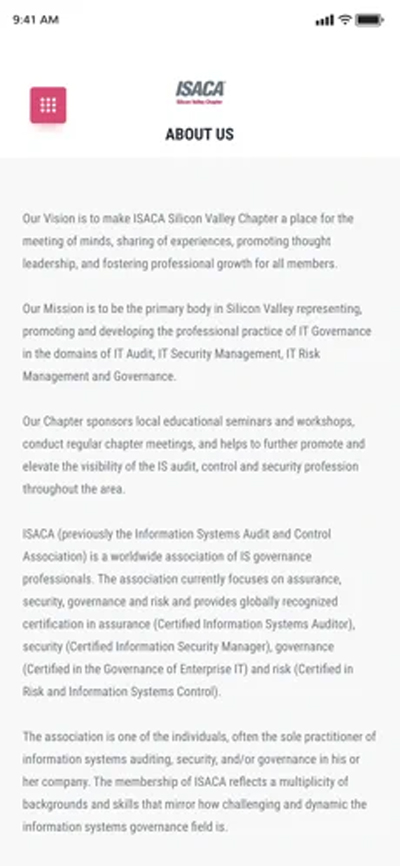 9:41 AM
ISACA
Silicon Valley Chapter
ABOUT US
Our Vision is to make ISACA Silicon Valley Chapter a place for the
meeting of minds, sharing of experiences, promoting thought
leadership, and fostering professional growth for all members.
Our Mission is to be the primary body in Silicon Valley representing,
promoting and developing the professional practice of IT Governance
in the domains of IT Audit, IT Security Management, IT Risk
Management and Governance.
Our Chapter sponsors local educational seminars and workshops,
conduct regular chapter meetings, and helps to further promote and
elevate the visibility of the IS audit, control and security profession
throughout the area.
ISACA (previously the Information Systems Audit and Control
Association) is a worldwide association of IS governance
professionals. The association currently focuses on assurance,
security, governance and risk and provides globally recognized
certification in assurance (Certified Information Systems Auditor),
security (Certified Information Security Manager), governance
(Certified in the Governance of Enterprise IT) and risk (Certified in
Risk and Information Systems Control).
The association is one of the individuals, often the sole practitioner of
information systems auditing, security, and/or governance in his or
her company. The membership of ISACA reflects a multiplicity of
backgrounds and skills that mirror how challenging and dynamic the
information systems governance field is.